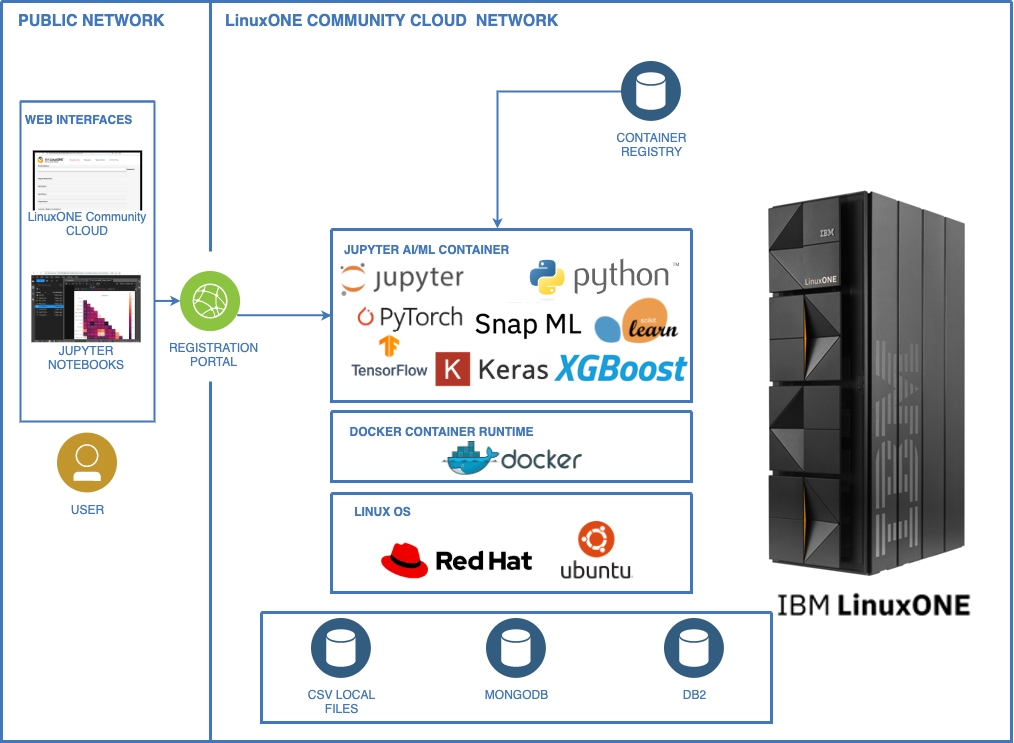 PUBLIC NETWORK
LinuxONE COMMUNITY CLOUD NETWORK
WEB INTERFACES
LinuxONE Community
CLOUD
JUPYTER
NOTEBOOKS
USER
REGISTRATION
PORTAL
CONTAINER
REGISTRY
JUPYTER AI/ML CONTAINER
jupyter
python™
PyTorch
Snap ML
scikit
learn
TensorFlow
K Keras
XGBoost
DOCKER CONTAINER RUNTIME
docker
LINUX OS
Red Hat
ubuntu
CSV LOCAL
FILES
MONGODB
DB2
IBM
LinuxONE
IBM
IBM LinuxONE